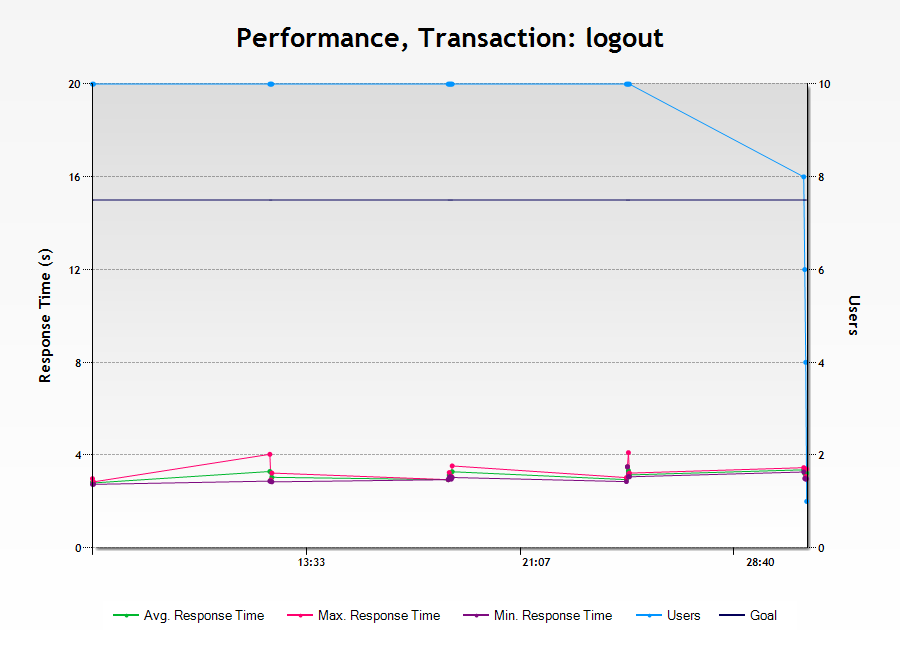 Performance, Transaction: logout
20
16
12
8
4
0
Response Time (s)
10
8
6
4
2
0
Users
13:33 21:07 28:40
Avg. Response Time Max. Response Time Min. Response Time Users Goal